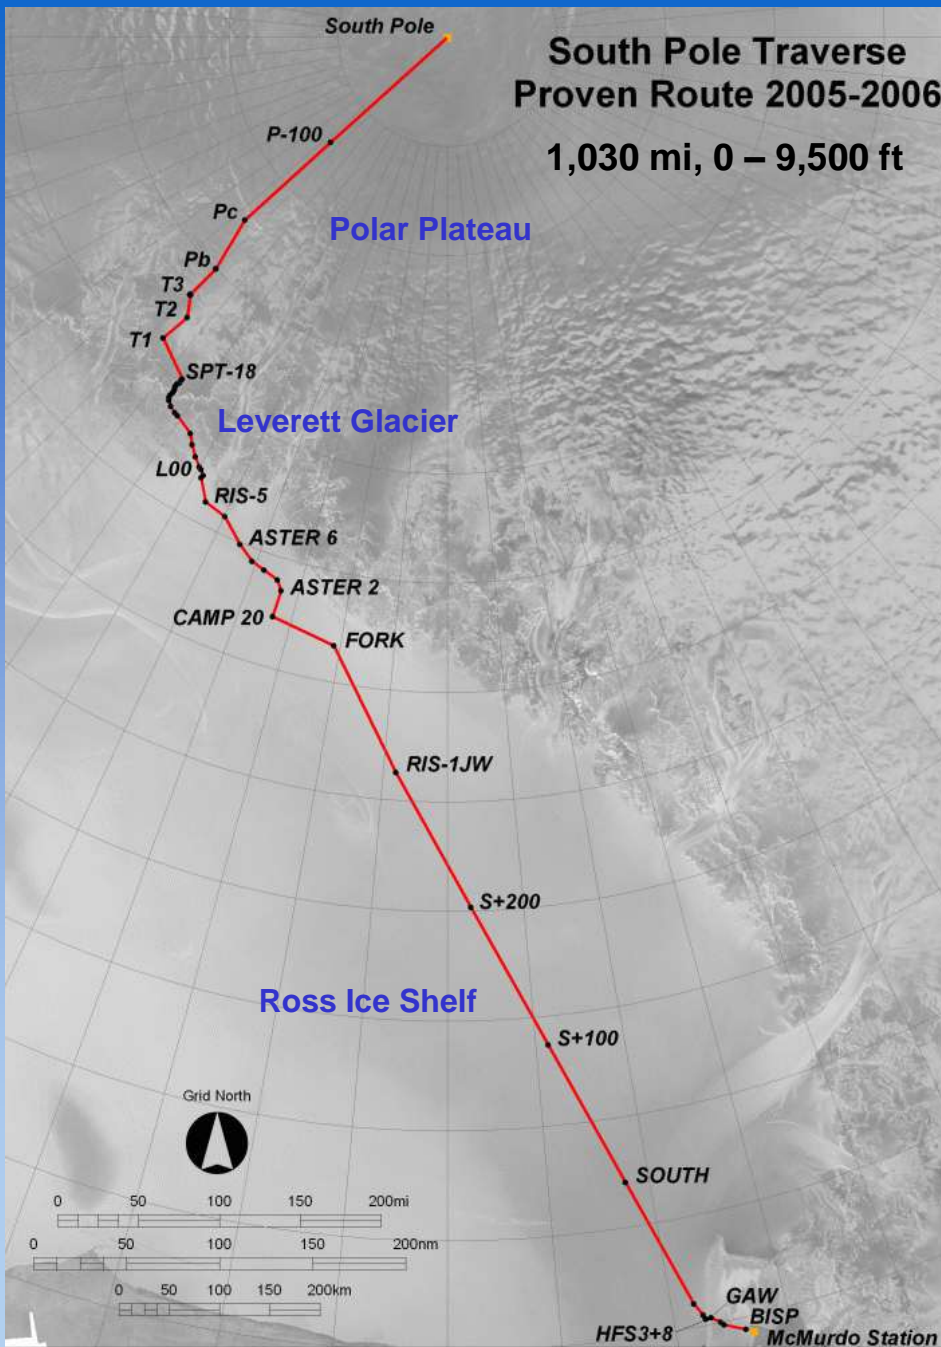 South Pole
South Pole Traverse
Proven Route 2005-2006
1,030 mi, 0 – 9,500 ft
P-100
Pc
Polar Plateau
Pb
T3
T2
T1
SPT-18
Leverett Glacier
L00
RIS-5
ASTER 6
ASTER 2
CAMP 20
FORK
RIS-1JW
S+200
Ross Ice Shelf
S+100
Grid North
SOUTH
0 50 100 150 200mi
0 50 100 150 200nm
0 50 100 150 200km
GAW
BISP
HFS3+8
McMurdo Station